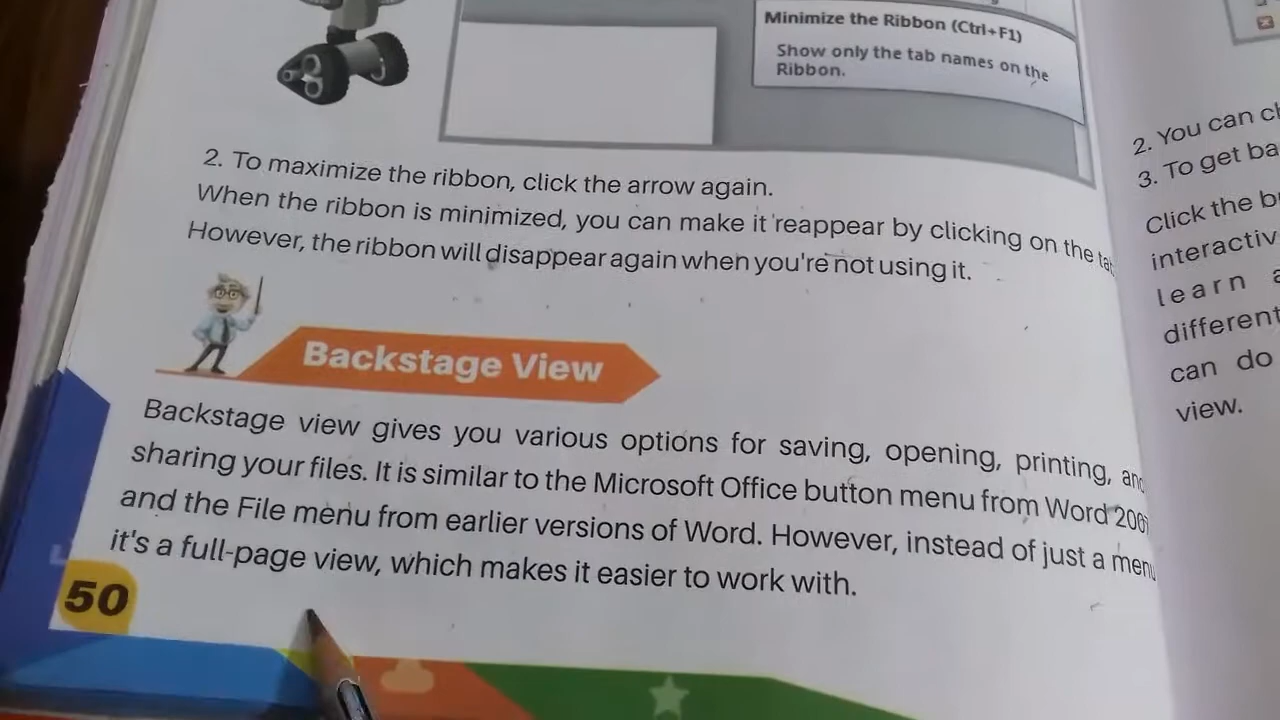 Minimize the Ribbon (Ctrl+F1)
Show only the tab names on the
Ribbon.
2. To maximize the ribbon, click the arrow again.
When the ribbon is minimized, you can make it reappear by clicking on the
However, the ribbon will disappear again when you're not using it.
Backstage View
Backstage view gives you various options for saving, opening, printing, and
sharing your files. It is similar to the Microsoft Office button menu from Word
and the File menu from earlier versions of Word. However, instead of just a menu
it's a full-page view, which makes it easier to work with.
50
2. You can
3. To get
Click the
learn
different
can do
view.